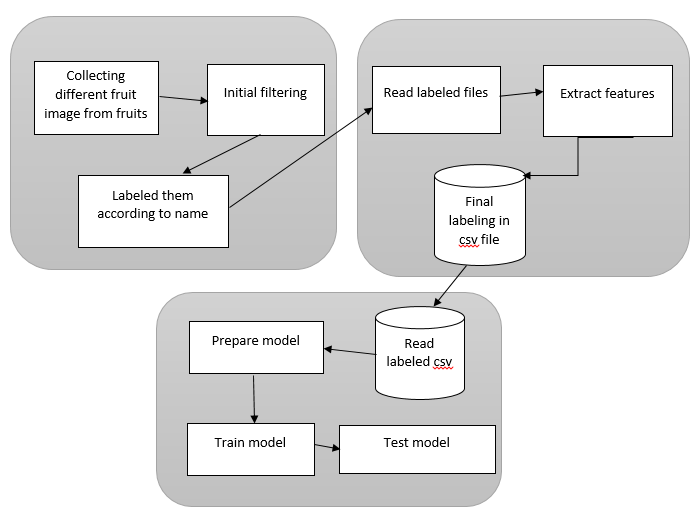 Collecting
different fruit
image from fruits
Initial filtering
Labeled them
according to name
Read labeled files
Extract features
Final
labeling in
csv file
Read
labeled csv
Prepare model
Train model
Test model